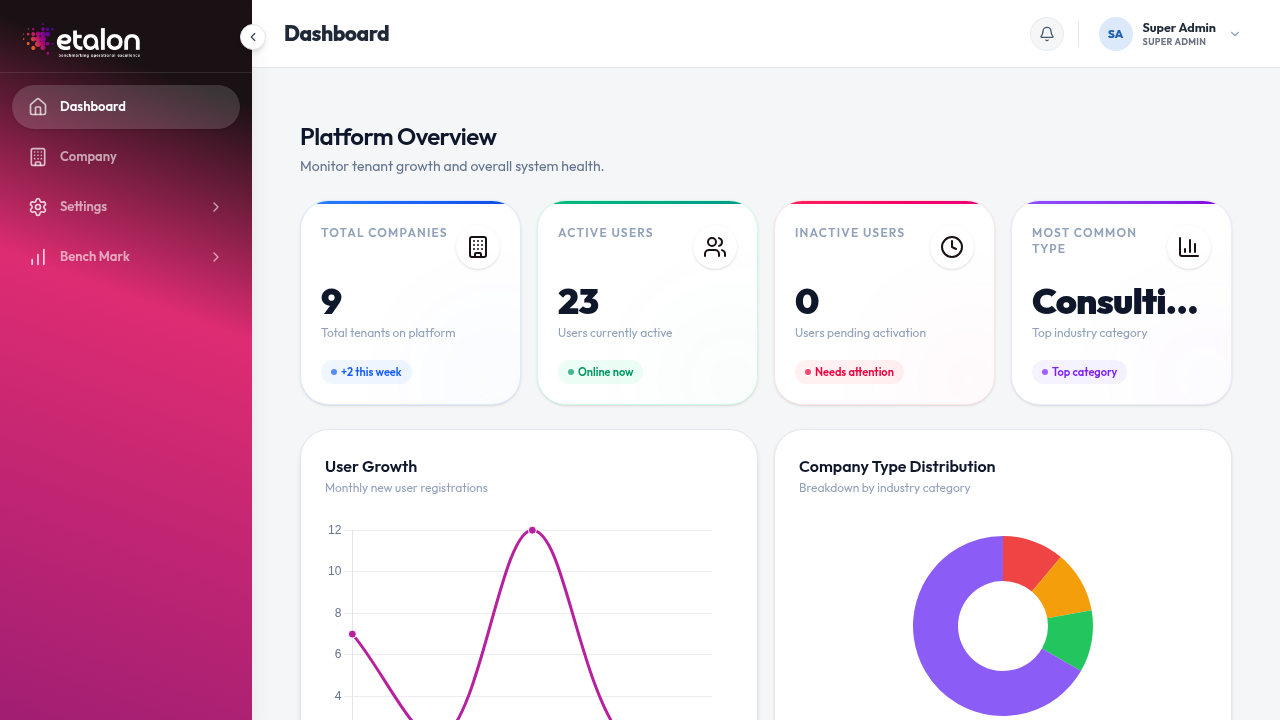 etalon
benchmarking operational excellence
Dashboard
Company
Settings
Bench Mark
Dashboard
SA
Super Admin
SUPER ADMIN
Platform Overview
Monitor tenant growth and overall system health.
TOTAL COMPANIES
9
Total tenants on platform
+2 this week
ACTIVE USERS
23
Users currently active
Online now
INACTIVE USERS
0
Users pending activation
Needs attention
MOST COMMON
TYPE
Consulti...
Top industry category
Top category
User Growth
Monthly new user registrations
12
10
8
6
4
Company Type Distribution
Breakdown by industry category